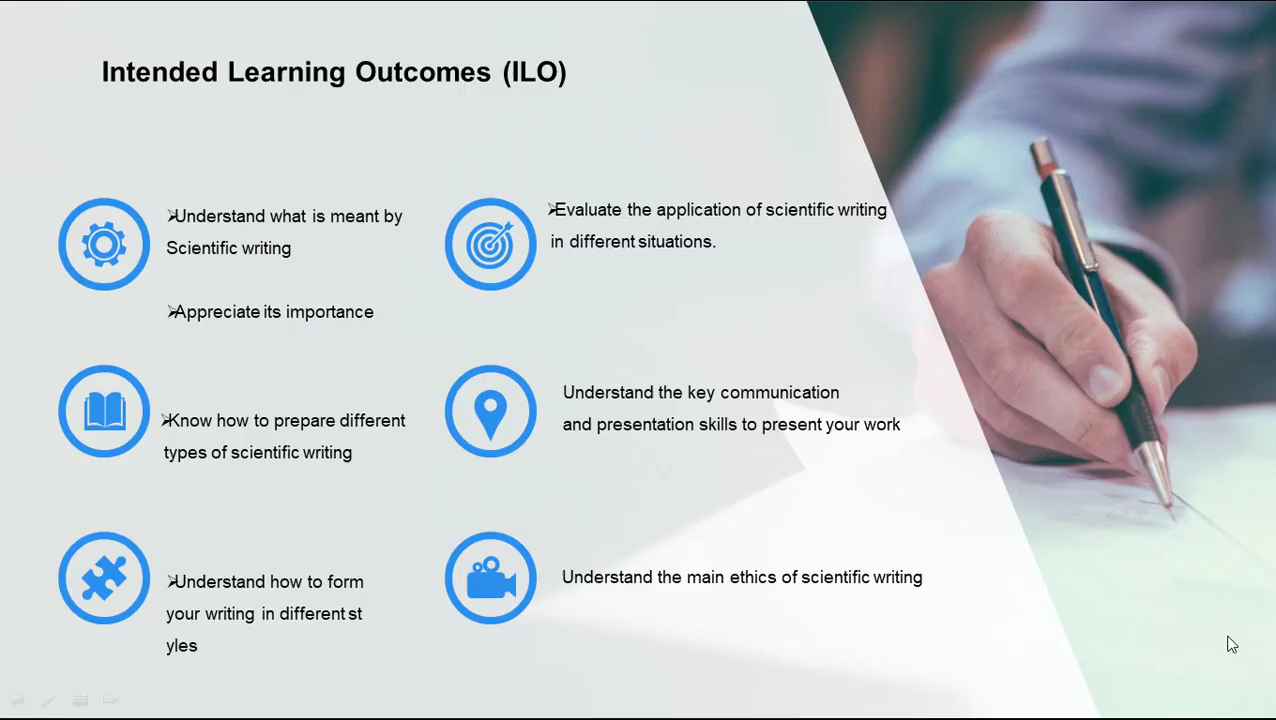 Intended Learning Outcomes (ILO)
➢Understand what is meant by
Scientific writing
➢Appreciate its importance
➢Know how to prepare different
types of scientific writing
➢Understand how to form
your writing in different st
yles
➢Evaluate the application of scientific writing
in different situations.
Understand the key communication
and presentation skills to present your work
Understand the main ethics of scientific writing